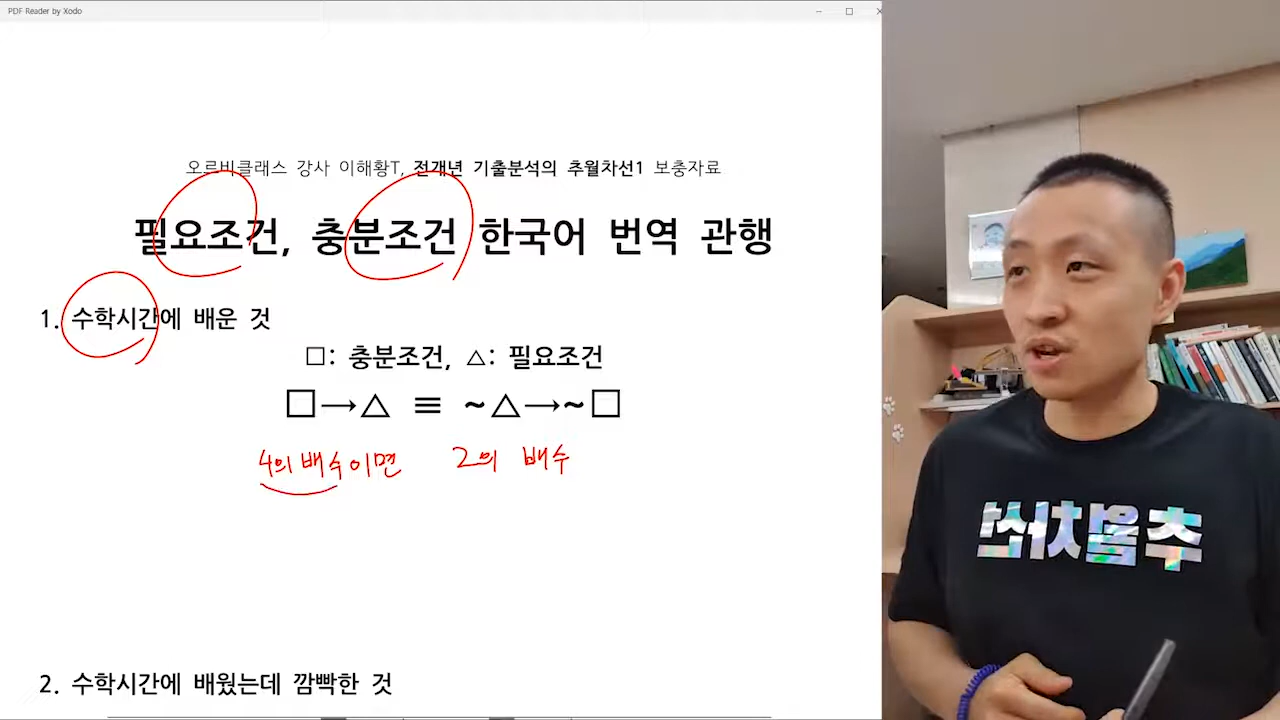 PDF Reader by Xodo
오르비클래스 강사 이해황T, 전개년 기출분석의 추월차선1 보충자료
필요조건, 충분조건 한국어 번역 관행
1. 수학시간에 배운 것
□: 충분조건, △: 필요조건
□→△ ≡ ~△→~□
4의 배수이면 2의 배수
2. 수학시간에 배웠는데 깜빡한 것
추월차선